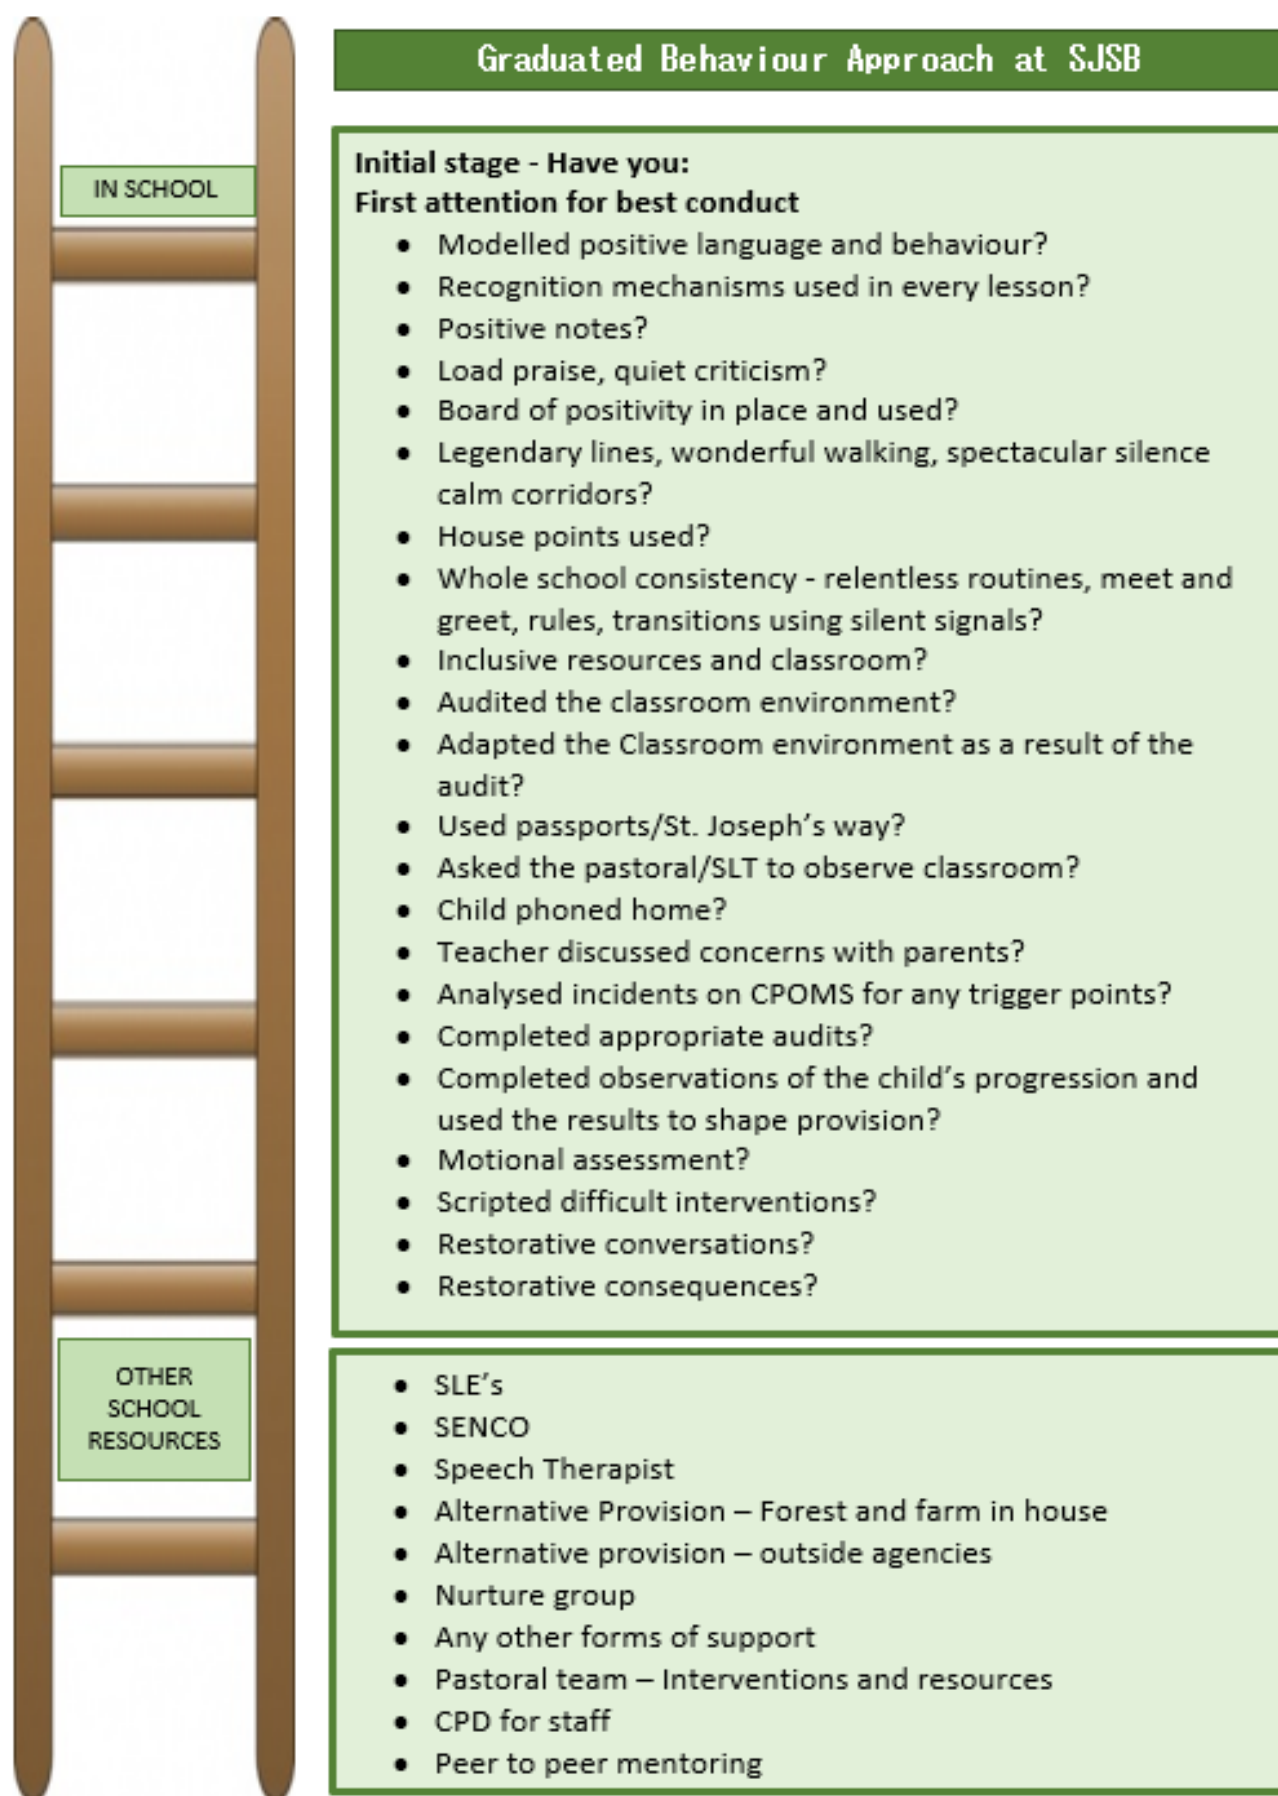 Graduated Behaviour Approach at SJSB
IN SCHOOL
Initial stage - Have you:
First attention for best conduct
• Modelled positive language and behaviour?
• Recognition mechanisms used in every lesson?
• Positive notes?
• Load praise, quiet criticism?
• Board of positivity in place and used?
• Legendary lines, wonderful walking, spectacular silence
calm corridors?
• House points used?
• Whole school consistency - relentless routines, meet and
greet, rules, transitions using silent signals?
• Inclusive resources and classroom?
• Audited the classroom environment?
• Adapted the Classroom environment as a result of the
audit?
• Used passports/St. Joseph’s way?
• Asked the pastoral/SLT to observe classroom?
• Child phoned home?
• Teacher discussed concerns with parents?
• Analysed incidents on CPOMS for any trigger points?
• Completed appropriate audits?
• Completed observations of the child’s progression and
used the results to shape provision?
• Motional assessment?
• Scripted difficult interventions?
• Restorative conversations?
• Restorative consequences?
OTHER
SCHOOL
RESOURCES
• SLE’s
• SENCO
• Speech Therapist
• Alternative Provision – Forest and farm in house
• Alternative provision – outside agencies
• Nurture group
• Any other forms of support
• Pastoral team – Interventions and resources
• CPD for staff
• Peer to peer mentoring